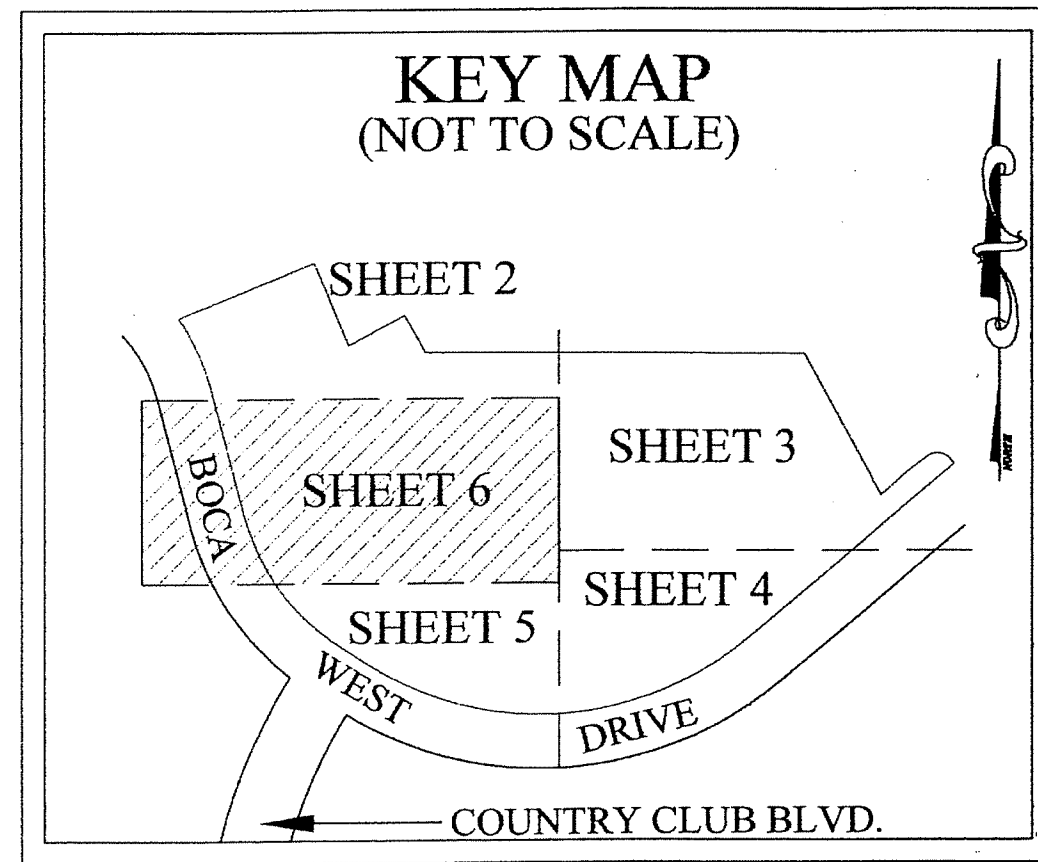 KEY MAP
(NOT TO SCALE)
SHEET 2
SHEET 3
SHEET 6
BOCA
SHEET 4
SHEET 5
WEST
DRIVE
COUNTRY CLUB BLVD.
NORTH